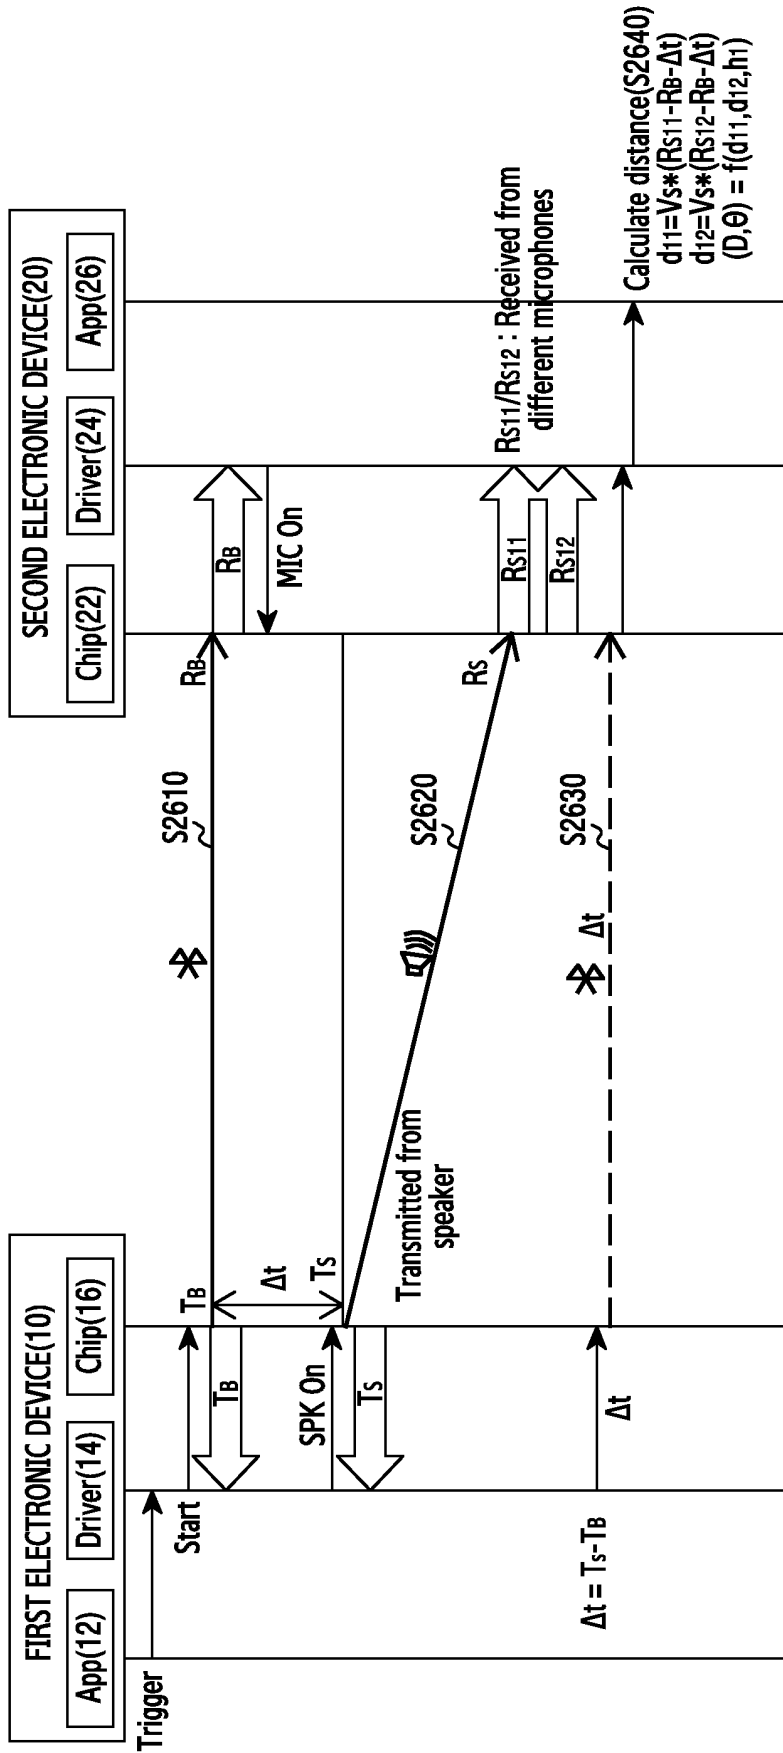 FIRST ELECTRONIC DEVICE(10)
App(12)
Driver(14)
Chip(16)
SECOND ELECTRONIC DEVICE(20)
Chip(22)
Driver(24)
App(26)
Trigger
Start
TB
TB
S2610
RB
RB
Δt
MIC On
SPK On
TS
TS
Transmitted from
speaker
S2620
RS
RS11
RS12
RS11/RS12 : Received from
different microphones
Δt = TS-TB
Δt
Δt
S2630
Calculate distance(S2640)
d11=VS*(RS11-RB-Δt)
d12=VS*(RS12-RB-Δt)
(D,Θ) = f(d11,d12,h1)